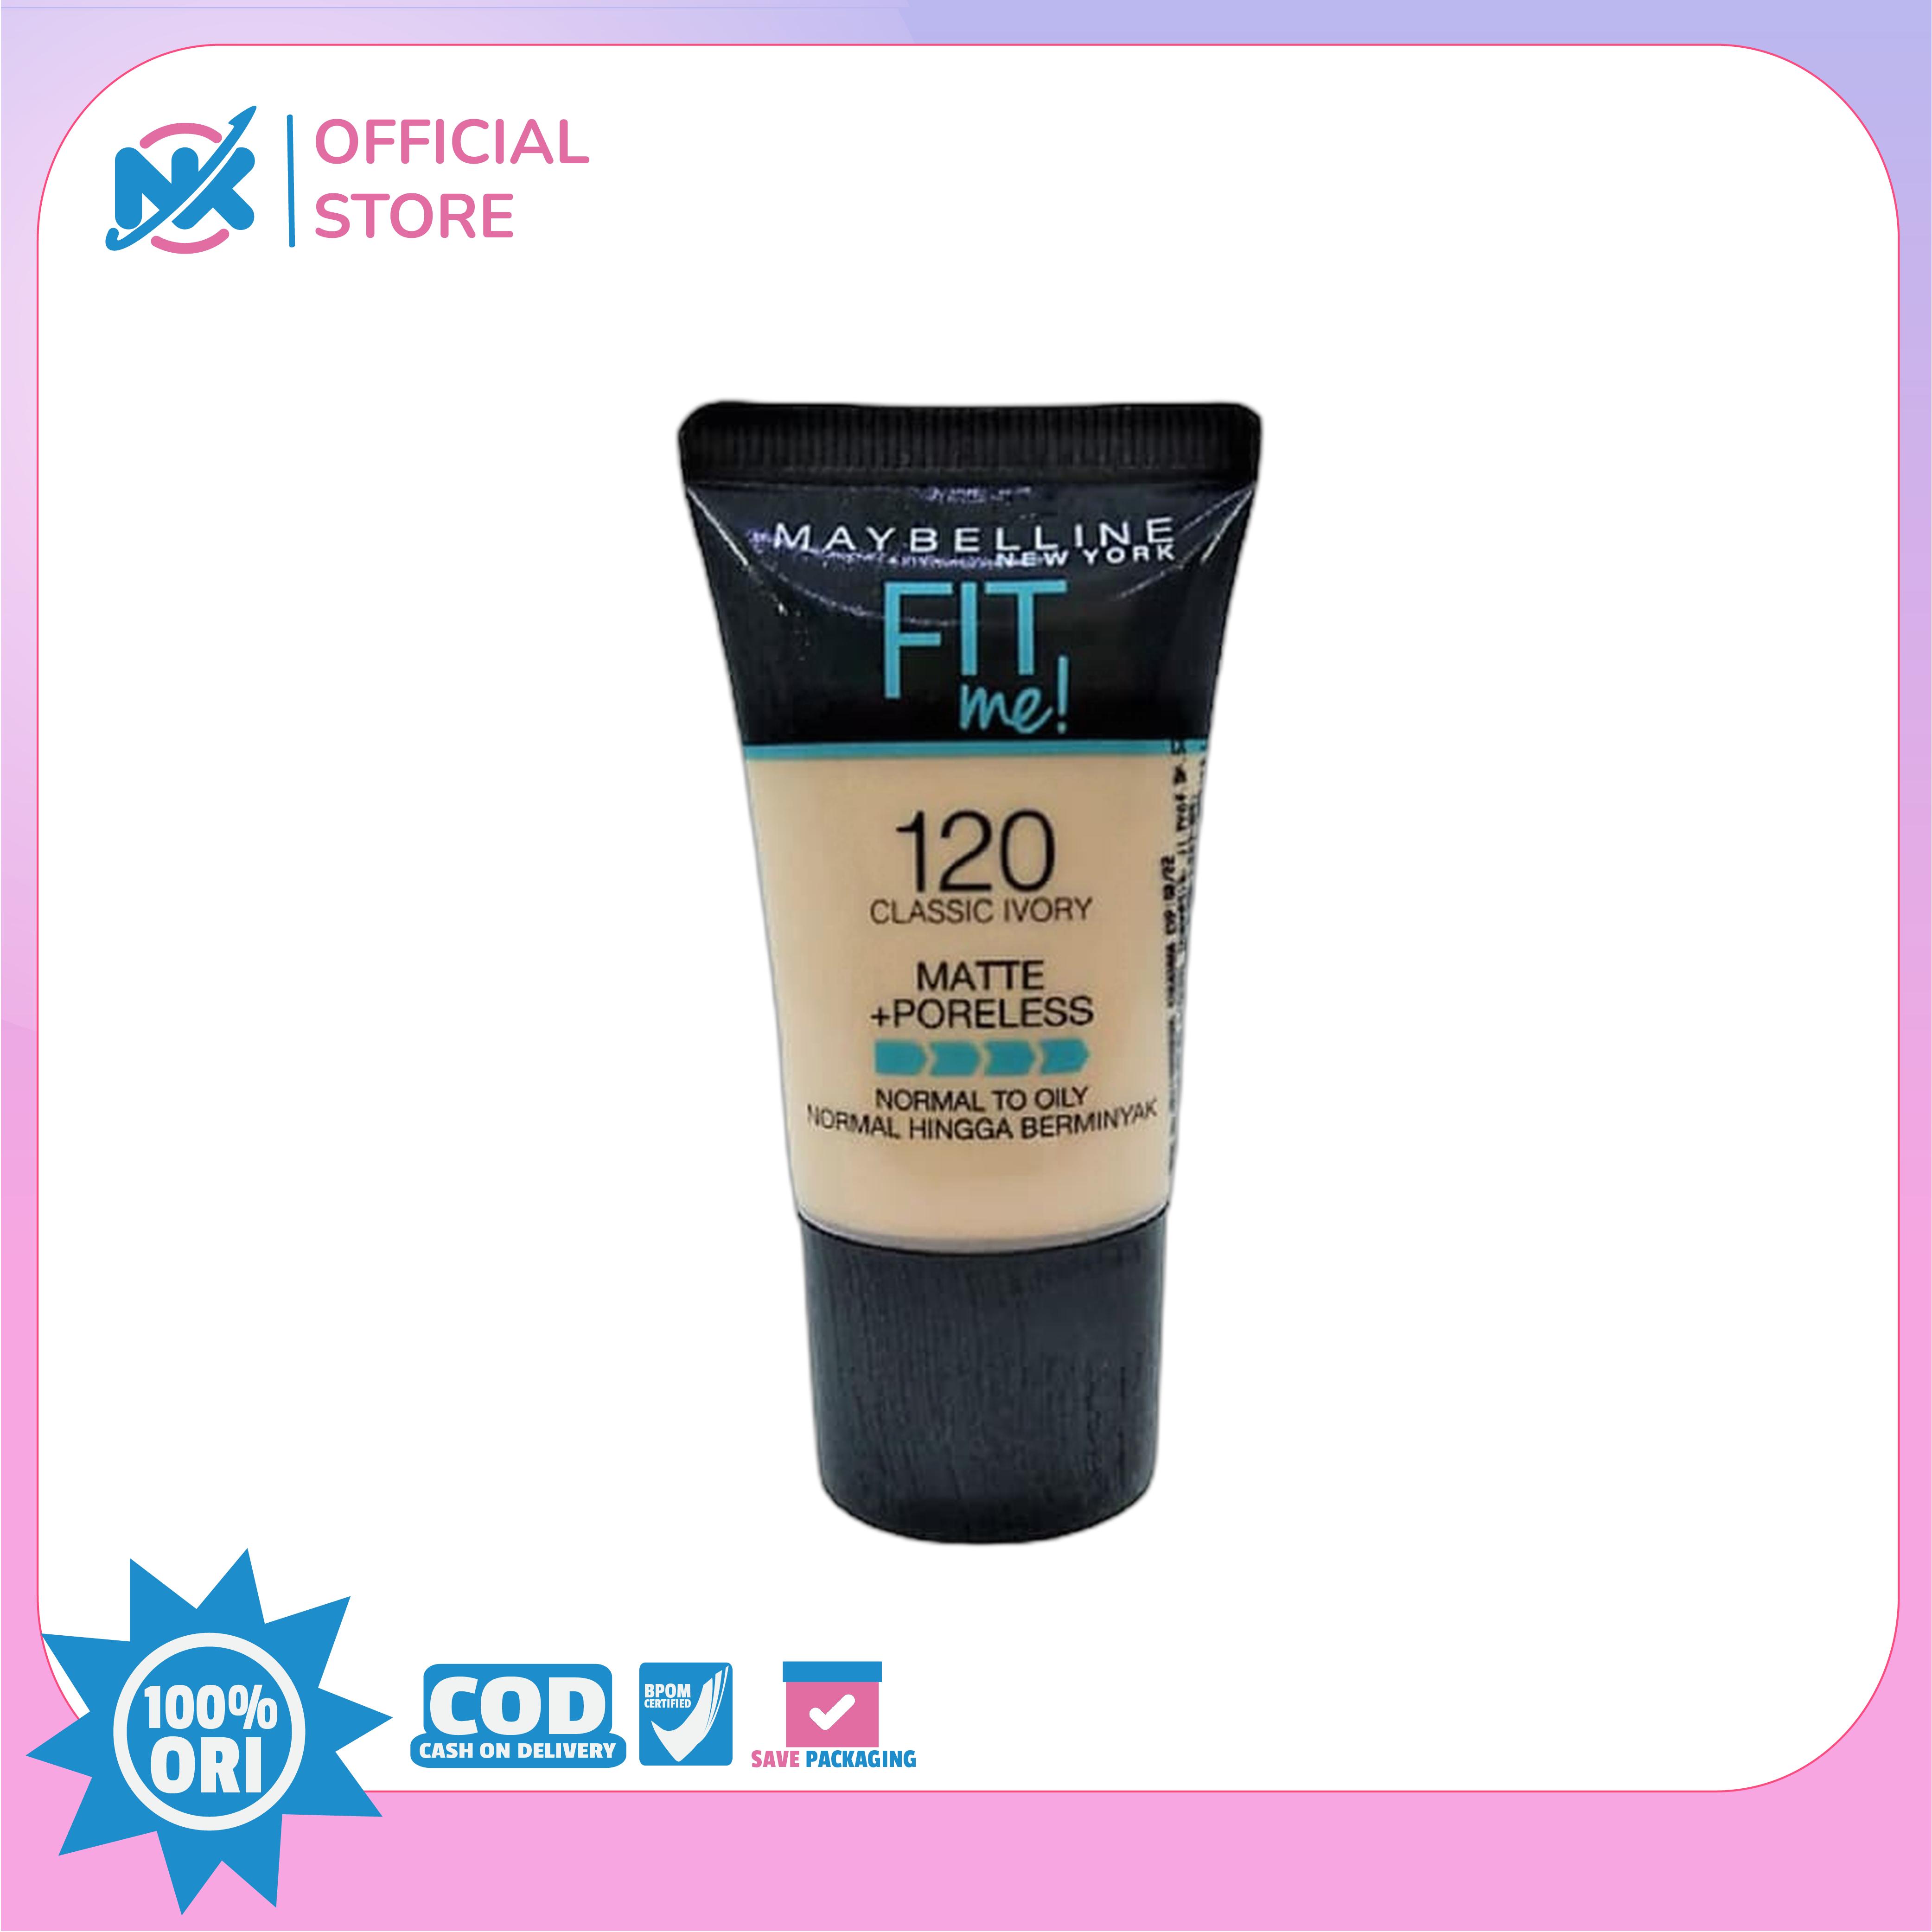 NK
OFFICIAL
STORE
MAYBELLINE
NEW YORK
FIT
me!
120
CLASSIC IVORY
MATTE
+PORELESS
NORMAL TO OILY
NORMAL HINGGA BERMINYAK
100%
ORI
COD
CASH ON DELIVERY
BPOM
CERTIFIED
SAVE PACKAGING